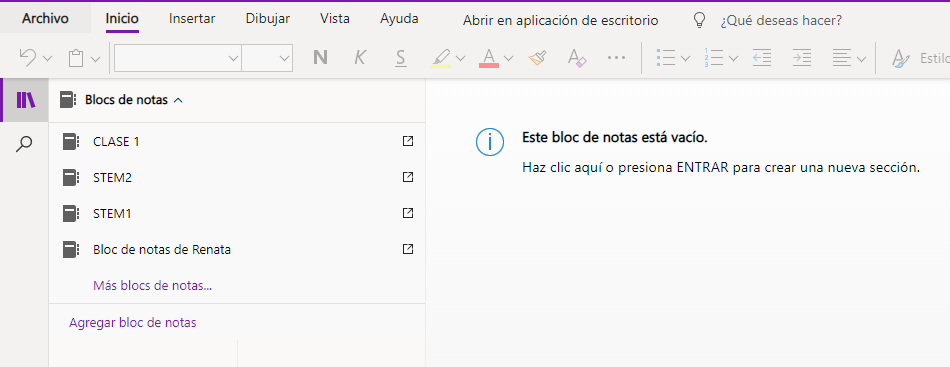 Archivo Inicio Insertar Dibujar Vista Ayuda Abrir en aplicación de escritorio ¿Qué deseas hacer?
N K S A A Estilo
Blocs de notas
CLASE 1
STEM2
STEM1
Bloc de notas de Renata
Más blocs de notas...
Agregar bloc de notas
Este bloc de notas está vacío.
Haz clic aquí o presiona ENTRAR para crear una nueva sección.